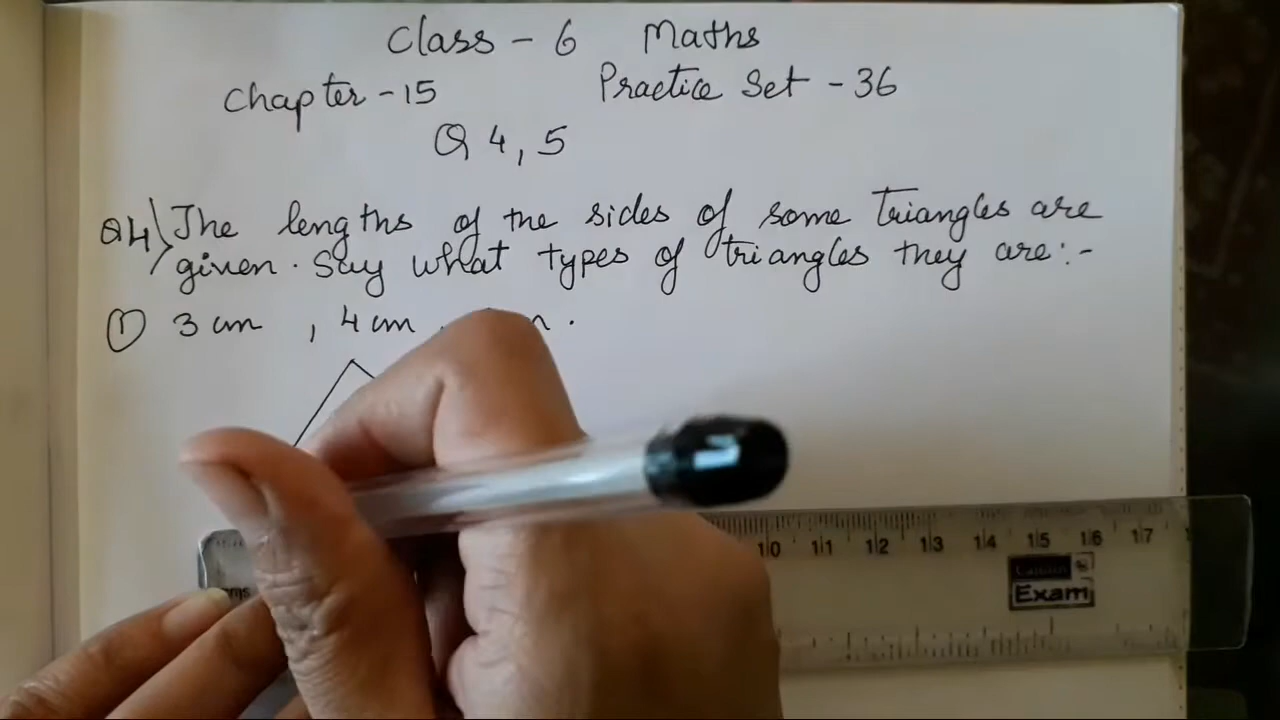 Class - 6 Maths
Chapter - 15 Practice Set - 36
Q 4, 5
Q4) The lengths of the sides of some triangles are
given. Say what types of triangles they are:-
① 3 cm , 4 cm
10 11 12 13 14 15 16 17
Exam